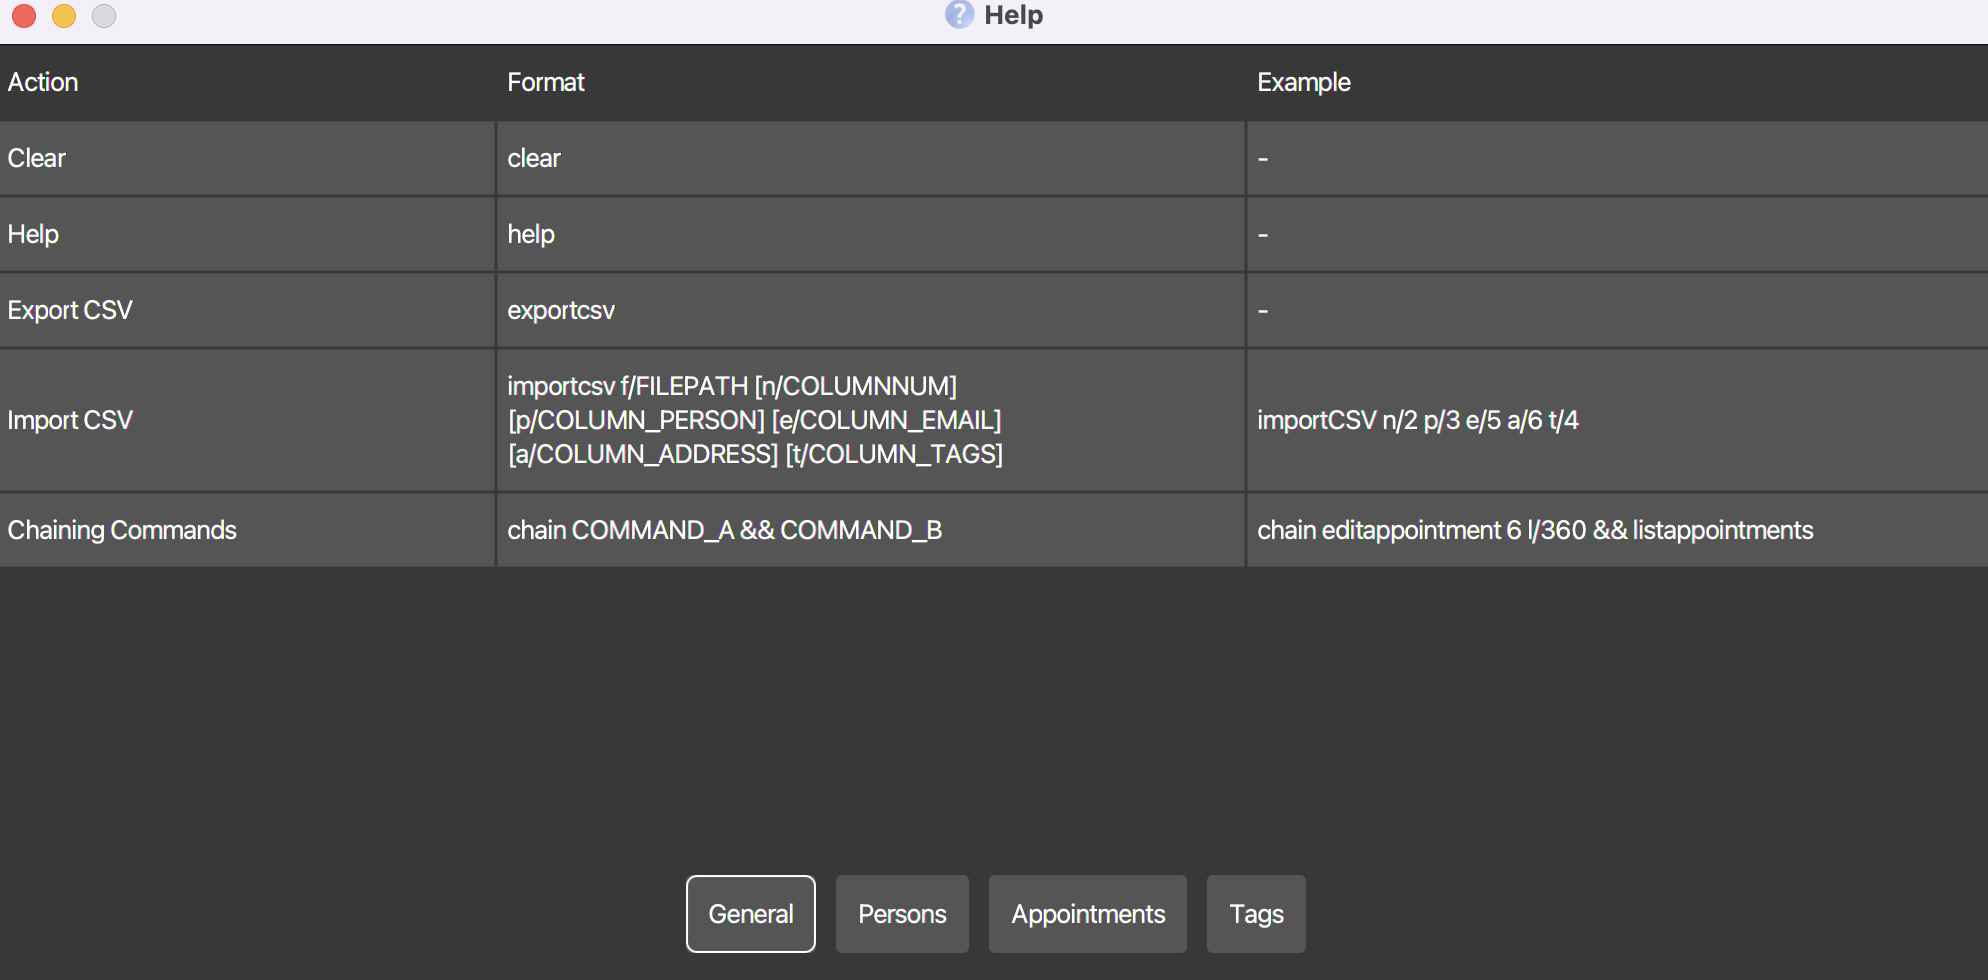 ? Help
Action Format Example
Clear clear -
Help help -
Export CSV exportcsv -
Import CSV
importcsv f/FILEPATH [n/COLUMNNUM]
[p/COLUMN_PERSON] [e/COLUMN_EMAIL]
[a/COLUMN_ADDRESS] [t/COLUMN_TAGS]
importCSV n/2 p/3 e/5 a/6 t/4
Chaining Commands chain COMMAND_A && COMMAND_B chain editappointment 6 l/360 && listappointments
General Persons Appointments Tags